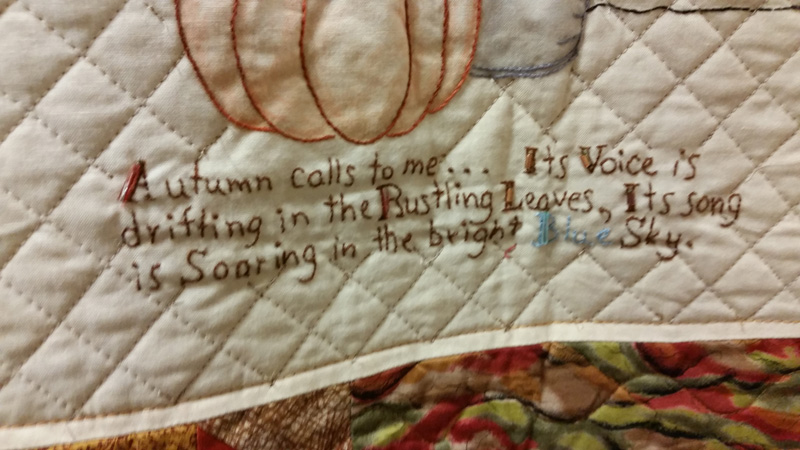 Autumn calls to me... Its Voice is
drifting in the Rustling Leaves, Its song
is Soaring in the bright Blue Sky.